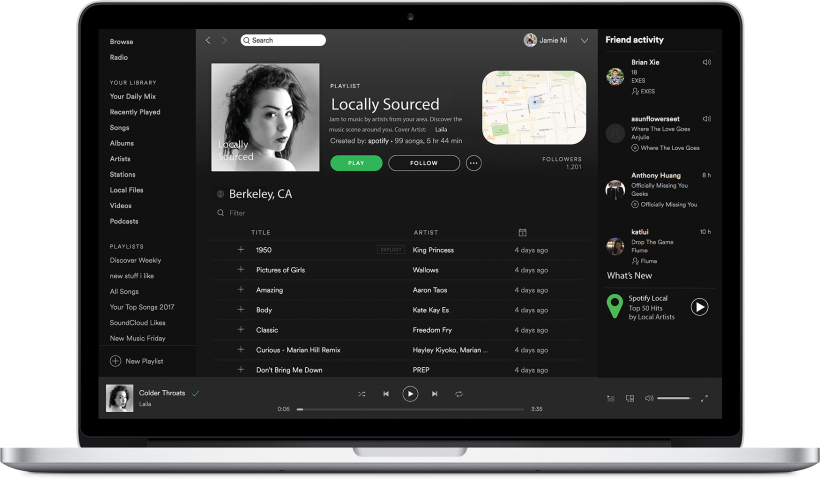 Browse
Radio
YOUR LIBRARY
Your Daily Mix
Recently Played
Songs
Albums
Artists
Stations
Local Files
Videos
Podcasts
PLAYLISTS
Discover Weekly
new stuff i like
All Songs
Your Top Songs 2017
SoundCloud Likes
New Music Friday
New Playlist
Search
Jamie Ni
PLAYLIST
Locally Sourced
Jam to music by artists from your area. Discover the
music scene around you. Cover Artist: Laila
Created by: spotify • 99 songs, 5 hr 44 min
PLAY
FOLLOW
Locally
Sourced
FOLLOWERS
1,201
Berkeley, CA
Filter
TITLE ARTIST
1950 EXPLICIT King Princess 4 days ago
Pictures of Girls Wallows 4 days ago
Amazing Aaron Taos 4 days ago
Body Kate Kay Es 4 days ago
Classic Freedom Fry 4 days ago
Curious - Marian Hill Remix Hayley Kiyoko, Marian ... 4 days ago
Don't Bring Me Down PREP 4 days ago
Friend activity
Brian Xie
18
EXES
EXES
asunflowerseet
Where The Love Goes
Anjulie
Where The Love Goes
Anthony Huang 8 h
Officially Missing You
Geeks
Officially Missing You
katlui 10 h
Drop The Game
Flume
Flume
What's New
Spotify Local
Top 50 Hits
by Local Artists
Colder Throats
Laila
0:06
3:35